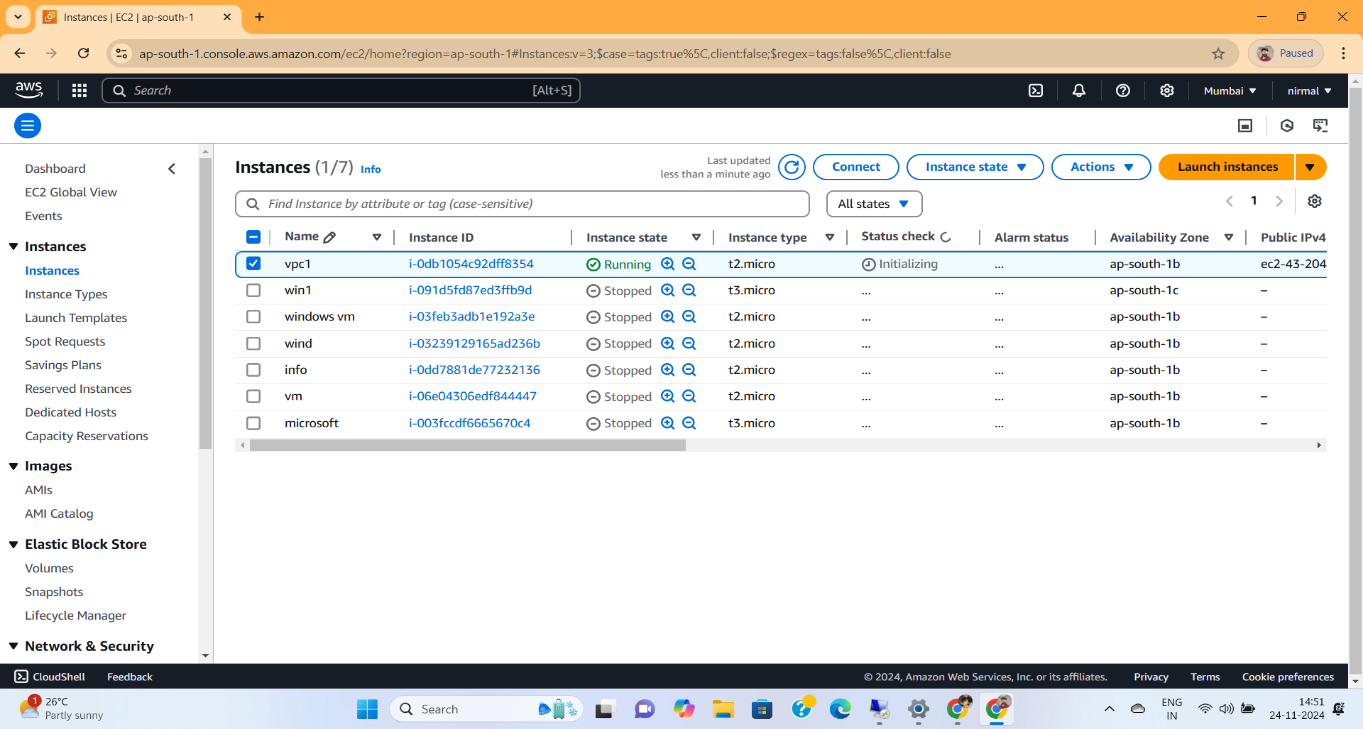 Instances | EC2 | ap-south-1
ap-south-1.console.aws.amazon.com/ec2/home?region=ap-south-1#Instances:v=3;$case=tags:true%5C,client:false;$regex=tags:false%5C,client:false
Paused
aws
Search [Alt+S]
Mumbai
nirmal
Dashboard
EC2 Global View
Events
Instances
Instances
Instance Types
Launch Templates
Spot Requests
Savings Plans
Reserved Instances
Dedicated Hosts
Capacity Reservations
Images
AMIs
AMI Catalog
Elastic Block Store
Volumes
Snapshots
Lifecycle Manager
Network & Security
Instances (1/7) Info
Last updated
less than a minute ago
Connect
Instance state
Actions
Launch instances
Find Instance by attribute or tag (case-sensitive)
All states
1
Name Instance ID Instance state Instance type Status check Alarm status Availability Zone Public IPv4
vpc1 i-0db1054c92dff8354 Running t2.micro Initializing ... ap-south-1b ec2-43-204
win1 i-091d5fd87ed3ffb9d Stopped t3.micro ... ... ap-south-1c –
windows vm i-03feb3adb1e192a3e Stopped t2.micro ... ... ap-south-1b –
wind i-03239129165ad236b Stopped t2.micro ... ... ap-south-1b –
info i-0dd7881de77232136 Stopped t2.micro ... ... ap-south-1b –
vm i-06e04306edf844447 Stopped t2.micro ... ... ap-south-1b –
microsoft i-003fccdf6665670c4 Stopped t3.micro ... ... ap-south-1b –
CloudShell Feedback © 2024, Amazon Web Services, Inc. or its affiliates. Privacy Terms Cookie preferences
1
26°C
Partly sunny
Search
ENG
IN
14:51
24-11-2024